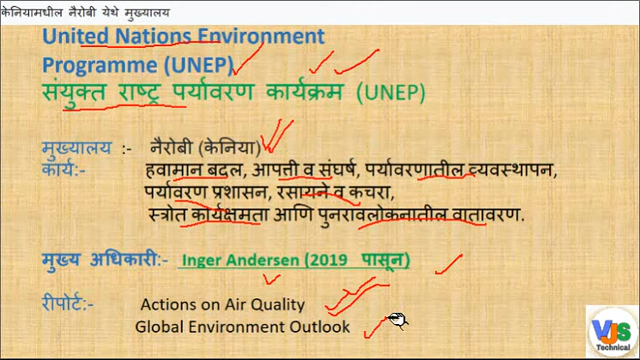 केनियामधील नैरोबी येथे मुख्यालय
United Nations Environment
Programme (UNEP)
संयुक्त राष्ट्र पर्यावरण कार्यक्रम (UNEP)
मुख्यालय :- नैरोबी (केनिया)
कार्य:- हवामान बदल, आपत्ती व संघर्ष, पर्यावरणातील व्यवस्थापन,
पर्यावरण प्रशासन, रसायने व कचरा,
स्त्रोत कार्यक्षमता आणि पुनरावलोकनातील वातावरण.
मुख्य अधिकारी:- Inger Andersen (2019 पासून)
रीपोर्ट:- Actions on Air Quality
Global Environment Outlook
VJS
Technical